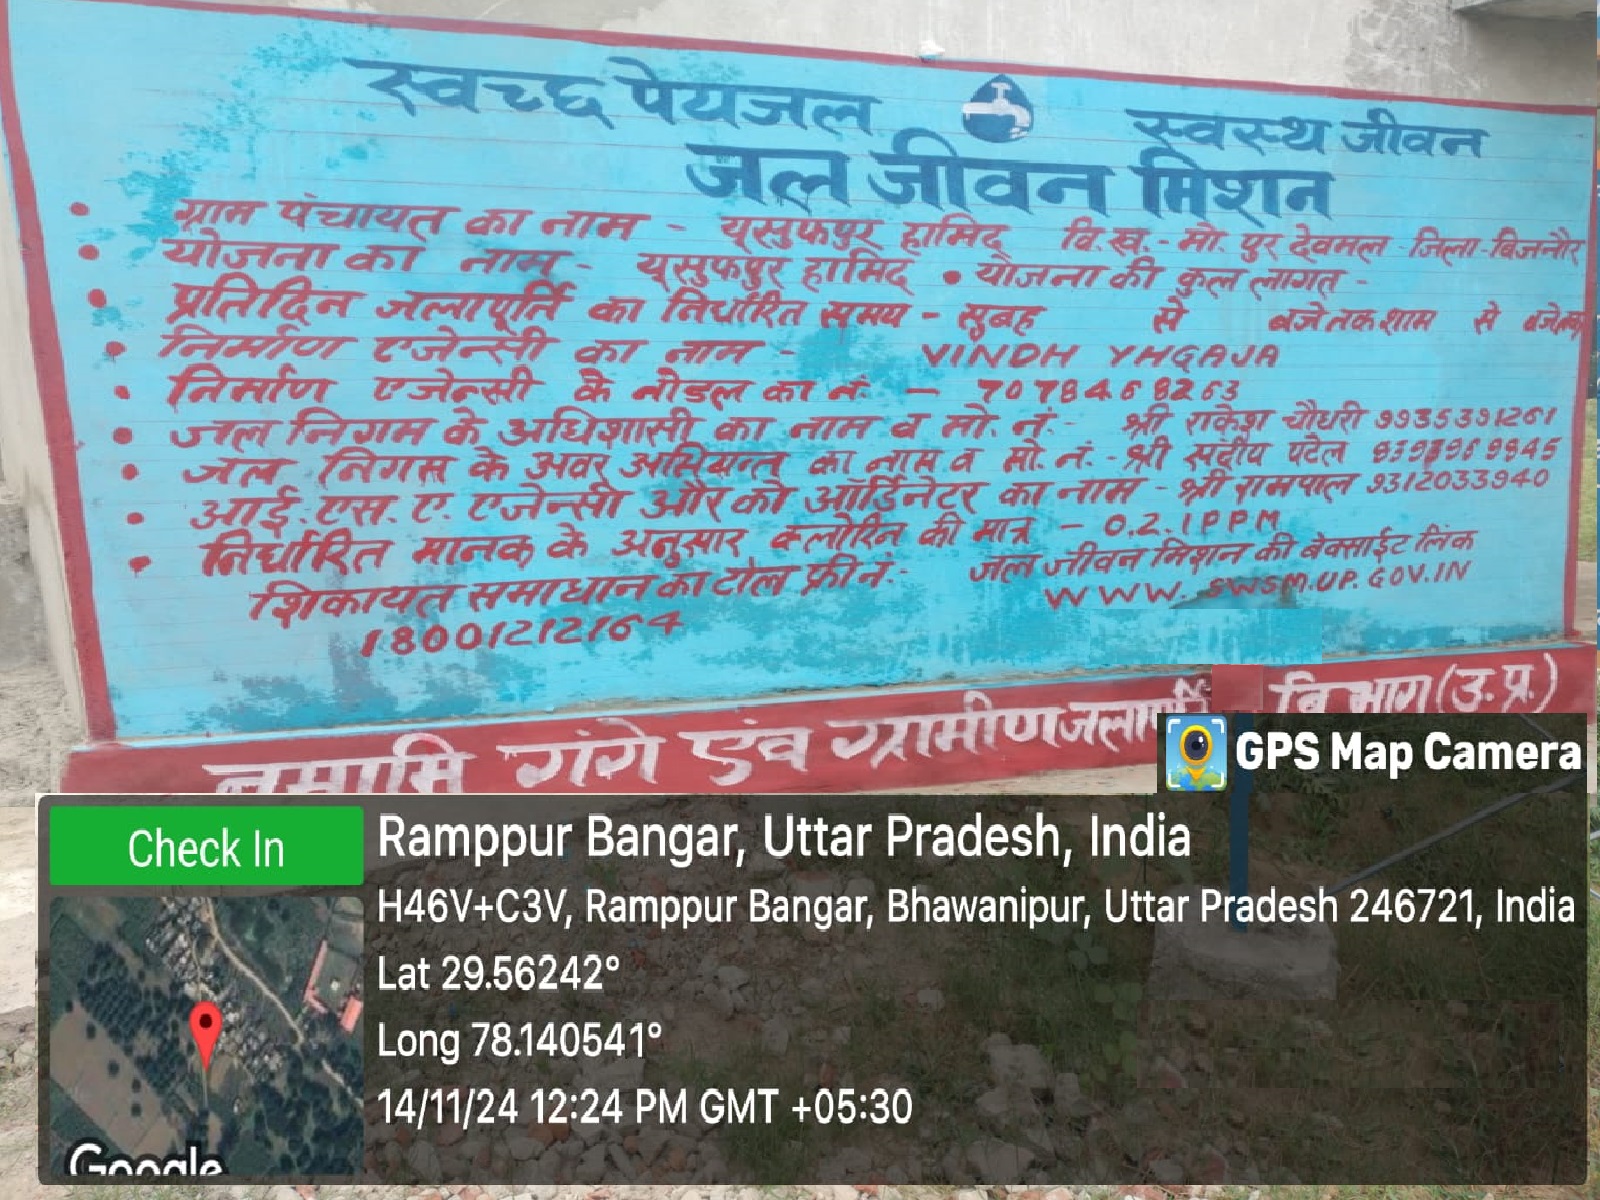 स्वच्छ पेयजल स्वस्थ जीवन
जल जीवन मिशन
• ग्राम पंचायत का नाम - यूसुफपुर हामिद वि.ख.- मो. पुर देवमल - जिला-बिजनौर
• योजना का नाम - यूसुफपुर हामिद • योजना की कुल लागत -
• प्रतिदिन जलापूर्ति का निर्धारित समय - सुबह से बजे तक शाम से बजे तक
• निर्माण एजेन्सी का नाम - VINDH YHGAJA
• निर्माण एजेन्सी के नोडल का नं. - 7078468263
• जल निगम के अधिशासी का नाम व मो. नं.- श्री राकेश चौधरी 9935391261
• जल निगम के अवर अभियन्ता का नाम व मो. नं.- श्री संदीप पटेल
• आई.एस.ए. एजेन्सी और को ऑर्डिनेटर का नाम - श्री रामपाल 9312033940
• निर्धारित मानक के अनुसार क्लोरिन की मात्र - 0.2.1PPM
शिकायत समाधान का टोल फ्री नं.- जल जीवन मिशन की बेक्साईट लिंक
18001212164 WWW. SWSM.UP.GOV.IN
नमामि गंगे एंव ग्रामीण जलापूर्ति विभाग (उ.प्र.)
GPS Map Camera
Check In
Ramppur Bangar, Uttar Pradesh, India
H46V+C3V, Ramppur Bangar, Bhawanipur, Uttar Pradesh 246721, India
Lat 29.56242°
Long 78.140541°
14/11/24 12:24 PM GMT +05:30
Google